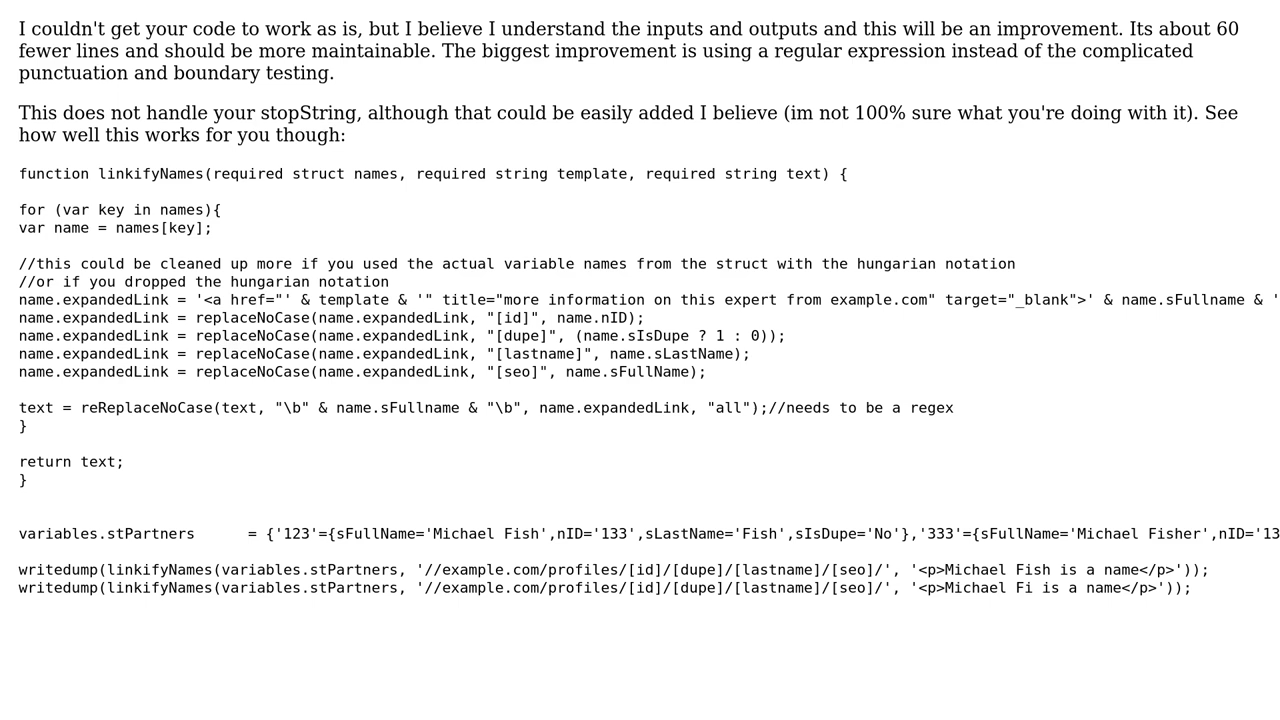 I couldn't get your code to work as is, but I believe I understand the inputs and outputs and this will be an improvement. Its about 60
fewer lines and should be more maintainable. The biggest improvement is using a regular expression instead of the complicated
punctuation and boundary testing.
This does not handle your stopString, although that could be easily added I believe (im not 100% sure what you're doing with it). See
how well this works for you though:
function linkifyNames(required struct names, required string template, required string text) {
for (var key in names){
var name = names[key];
//this could be cleaned up more if you used the actual variable names from the struct with the hungarian notation
//or if you dropped the hungarian notation
name.expandedLink = '<a href="' & template & '" title="more information on this expert from example.com" target="_blank">' & name.sFullname & '
name.expandedLink = replaceNoCase(name.expandedLink, "[id]", name.nID);
name.expandedLink = replaceNoCase(name.expandedLink, "[dupe]", (name.sIsDupe ? 1 : 0));
name.expandedLink = replaceNoCase(name.expandedLink, "[lastname]", name.sLastName);
name.expandedLink = replaceNoCase(name.expandedLink, "[seo]", name.sFullName);
text = reReplaceNoCase(text, "\b" & name.sFullname & "\b", name.expandedLink, "all");//needs to be a regex
}
return text;
}
variables.stPartners      = {'123'={sFullName='Michael Fish',nID='133',sLastName='Fish',sIsDupe='No'},'333'={sFullName='Michael Fisher',nID='13
writedump(linkifyNames(variables.stPartners, '//example.com/profiles/[id]/[dupe]/[lastname]/[seo]/', '<p>Michael Fish is a name</p>'));
writedump(linkifyNames(variables.stPartners, '//example.com/profiles/[id]/[dupe]/[lastname]/[seo]/', '<p>Michael Fi is a name</p>'));